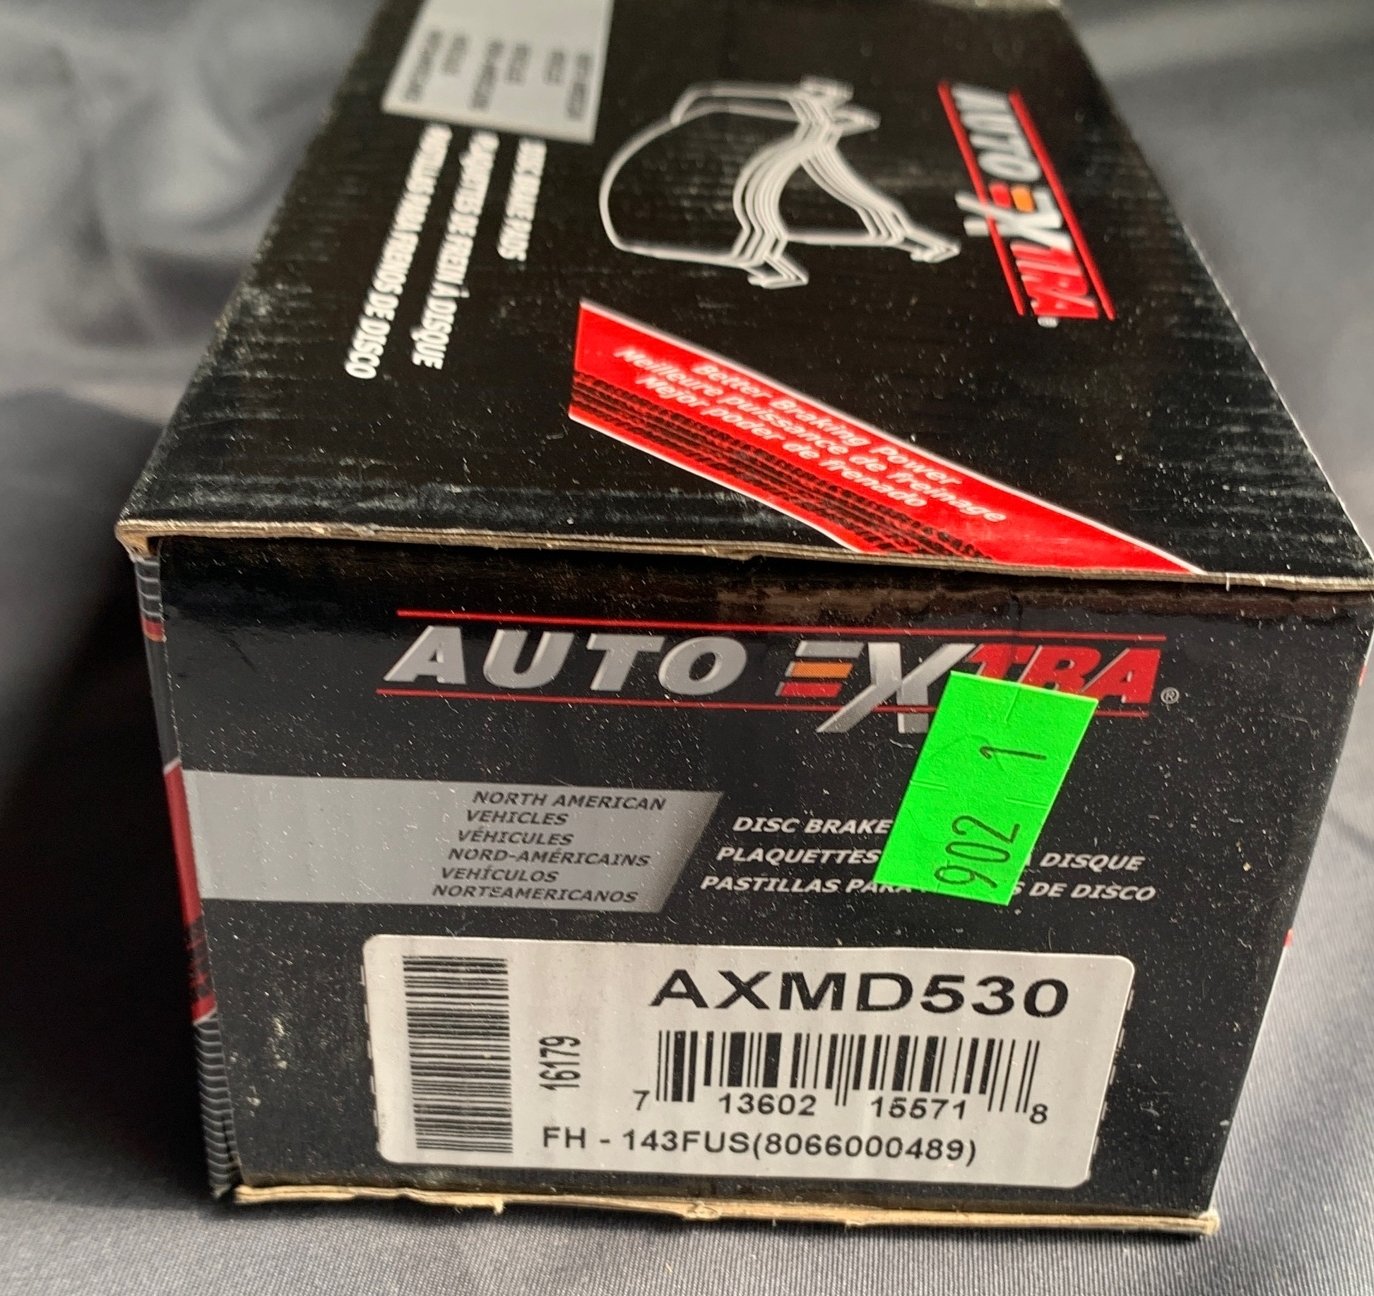 AUTO EXTRA®
DISC BRAKE PADS
PLAQUETTES DE FREIN À DISQUE
PASTILLAS PARA FRENOS DE DISCO
Better Braking Power
Meilleure puissance de freinage
Mejor poder de frenado
AUTO EXTRA®
902 1
NORTH AMERICAN
VEHICLES
VÉHICULES
NORD-AMÉRICAINS
VEHÍCULOS
NORTEAMERICANOS
DISC BRAKE
PLAQUETTES À DISQUE
PASTILLAS PARA DE DISCO
AXMD530
16179
7 13602 15571 8
FH - 143FUS(8066000489)